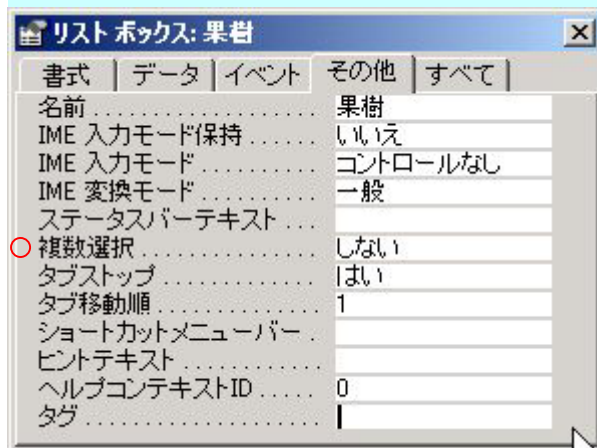 リスト ボックス: 果樹
書式 データ イベント その他 すべて
名前 . . . . . . . . . . . . . . . . . . . . 果樹
IME 入力モード保持 . . . . . . いいえ
IME 入力モード . . . . . . . . . . コントロールなし
IME 変換モード . . . . . . . . . . 一般
ステータスバーテキスト . . .
複数選択 . . . . . . . . . . . . . . . しない
タブストップ . . . . . . . . . . . . . はい
タブ移動順 . . . . . . . . . . . . . 1
ショートカットメニューバー .
ヒントテキスト . . . . . . . . . . . .
ヘルプコンテキストID . . . . . 0
タグ . . . . . . . . . . . . . . . . . . . .